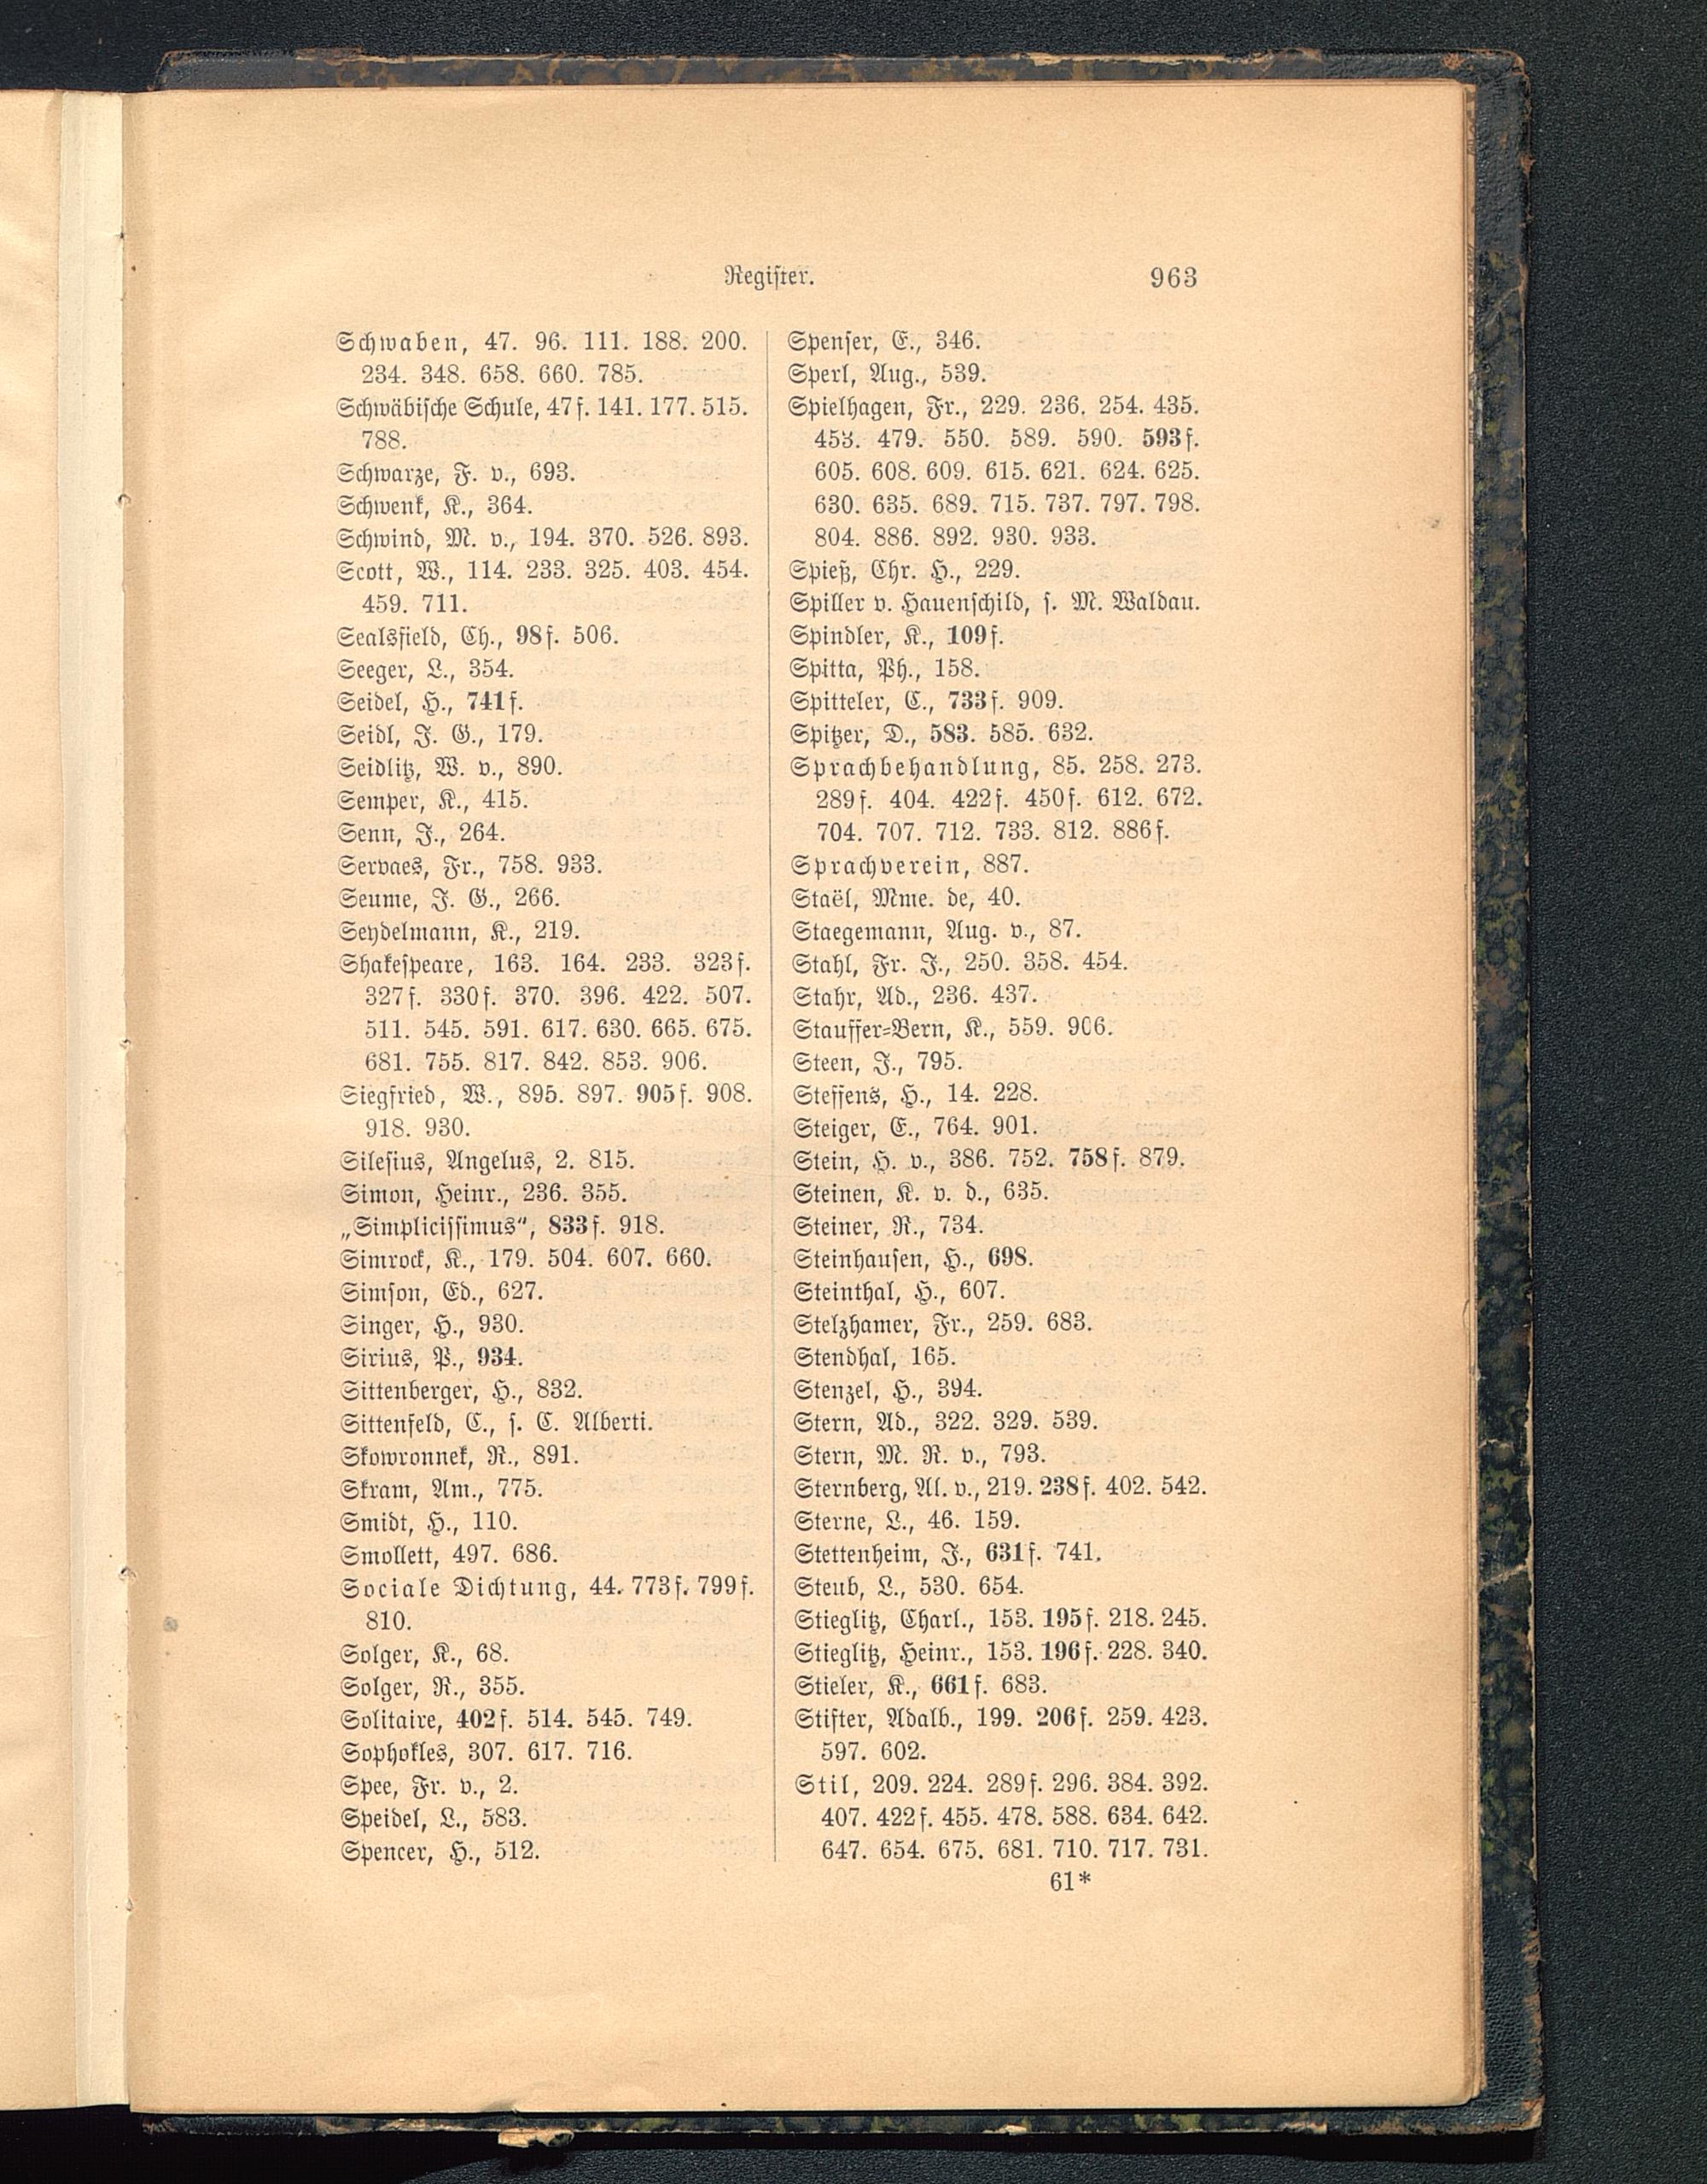 Register.
963
Schwaben, 47. 96. 111. 188. 200.
234. 348. 658. 660. 785.
Schwäbische Schule, 47f. 141. 177. 515.
788.
Schwarze, F. v., 693.
Schwenk, K., 364.
Schwind, M. v., 194. 370. 526. 893.
Scott, W., 114. 233. 325. 403. 454.
459. 711.
Sealsfield, Ch., 98f. 506.
Seeger, L., 354.
Seidel, H., 741f.
Seidl, J. G., 179.
Seidlitz, W. v., 890.
Semper, K., 415.
Senn, J., 264.
Servaes, Fr., 758. 933.
Seume, J. G., 266.
Seydelmann, K., 219.
Shakespeare, 163. 164. 233. 323f.
327f. 330f. 370. 396. 422. 507.
511. 545. 591. 617. 630. 665. 675.
681. 755. 817. 842. 853. 906.
Siegfried, W., 895. 897. 905f. 908.
918. 930.
Silesius, Angelus, 2. 815.
Simon, Heinr., 236. 355.
„Simplicissimus“, 833f. 918.
Simrock, K., 179. 504. 607. 660.
Simson, Ed., 627.
Singer, H., 930.
Sirius, P., 934.
Sittenberger, H., 832.
Sittenfeld, C., s. C. Alberti.
Skowronnek, R., 891.
Skram, Am., 775.
Smidt, H., 110.
Smollett, 497. 686.
Sociale Dichtung, 44. 773f. 799f.
810.
Solger, K., 68.
Solger, R., 355.
Solitaire, 402f. 514. 545. 749.
Sophokles, 307. 617. 716.
Spee, Fr. v., 2.
Speidel, L., 583.
Spencer, H., 512.
Spenser, E., 346.
Sperl, Aug., 539.
Spielhagen, Fr., 229. 236. 254. 435.
453. 479. 550. 589. 590. 593f.
605. 608. 609. 615. 621. 624. 625.
630. 635. 689. 715. 737. 797. 798.
804. 886. 892. 930. 933.
Spieß, Chr. H., 229.
Spiller v. Hauenschild, s. M. Waldau.
Spindler, K., 109f.
Spitta, Ph., 158.
Spitteler, C., 733f. 909.
Spitzer, D., 583. 585. 632.
Sprachbehandlung, 85. 258. 273.
289f. 404. 422f. 450f. 612. 672.
704. 707. 712. 733. 812. 886f.
Sprachverein, 887.
Staël, Mme. de, 40.
Staegemann, Aug. v., 87.
Stahl, Fr. J., 250. 358. 454.
Stahr, Ad., 236. 437.
Stauffer-Bern, K., 559. 906.
Steen, J., 795.
Steffens, H., 14. 228.
Steiger, E., 764. 901.
Stein, H. v., 386. 752. 758f. 879.
Steinen, K. v. d., 635.
Steiner, R., 734.
Steinhausen, H., 698.
Steinthal, H., 607.
Stelzhamer, Fr., 259. 683.
Stendhal, 165.
Stenzel, H., 394.
Stern, Ad., 322. 329. 539.
Stern, M. R. v., 793.
Sternberg, Al. v., 219. 238f. 402. 542.
Sterne, L., 46. 159.
Stettenheim, J., 631f. 741.
Steub, L., 530. 654.
Stieglitz, Charl., 153. 195f. 218. 245.
Stieglitz, Heinr., 153. 196f. 228. 340.
Stieler, K., 661f. 683.
Stifter, Adalb., 199. 206f. 259. 423.
597. 602.
Stil, 209. 224. 289f. 296. 384. 392.
407. 422f. 455. 478. 588. 634. 642.
647. 654. 675. 681. 710. 717. 731.
61*